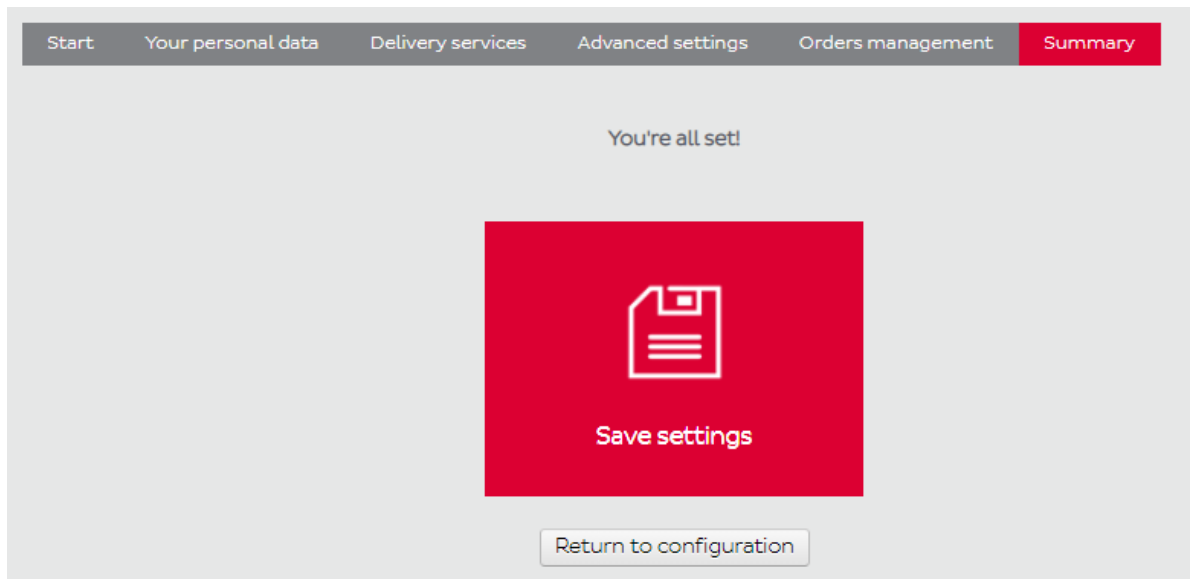 Start Your personal data Delivery services Advanced settings Orders management Summary
You're all set!
Save settings
Return to configuration